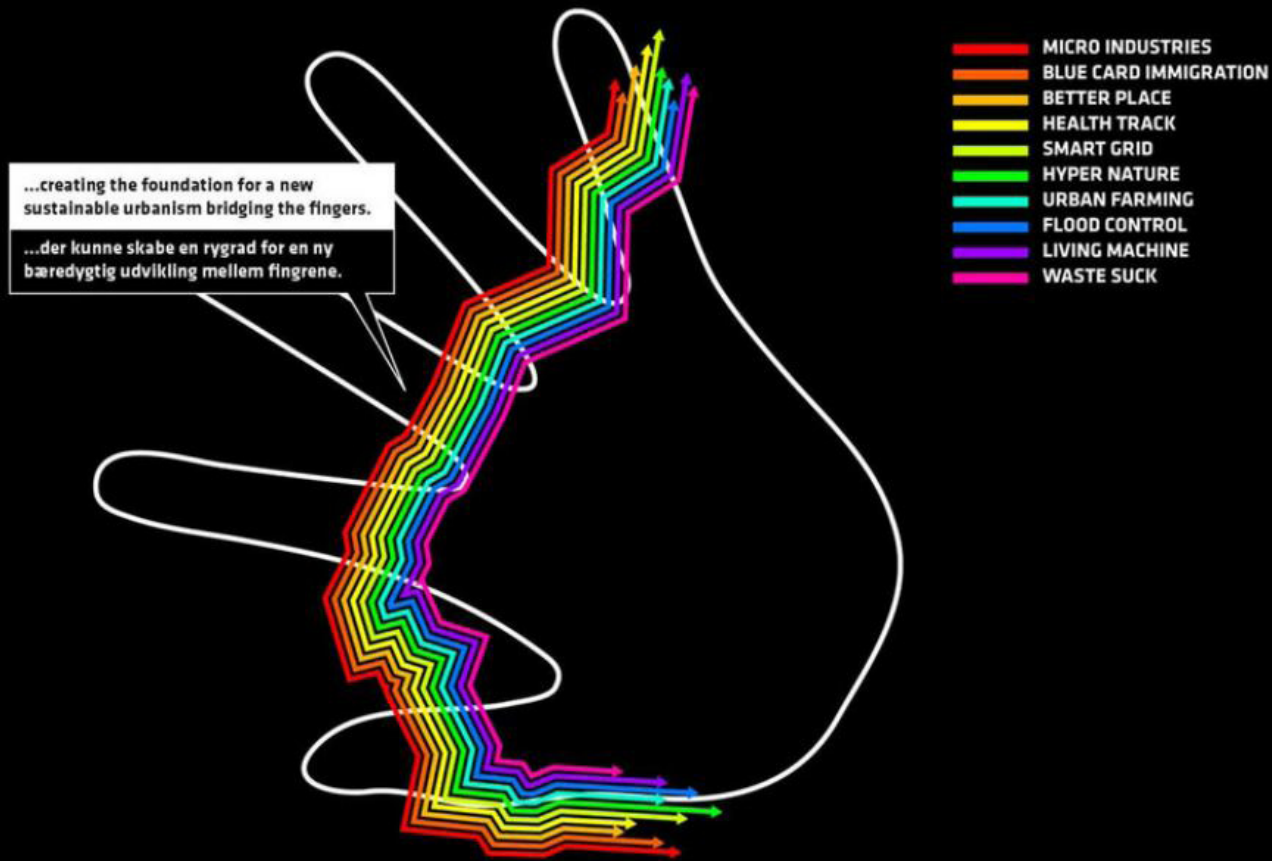 ...creating the foundation for a new
sustainable urbanism bridging the fingers.
...der kunne skabe en rygrad for en ny
bæredygtig udvikling mellem fingrene.
MICRO INDUSTRIES
BLUE CARD IMMIGRATION
BETTER PLACE
HEALTH TRACK
SMART GRID
HYPER NATURE
URBAN FARMING
FLOOD CONTROL
LIVING MACHINE
WASTE SUCK